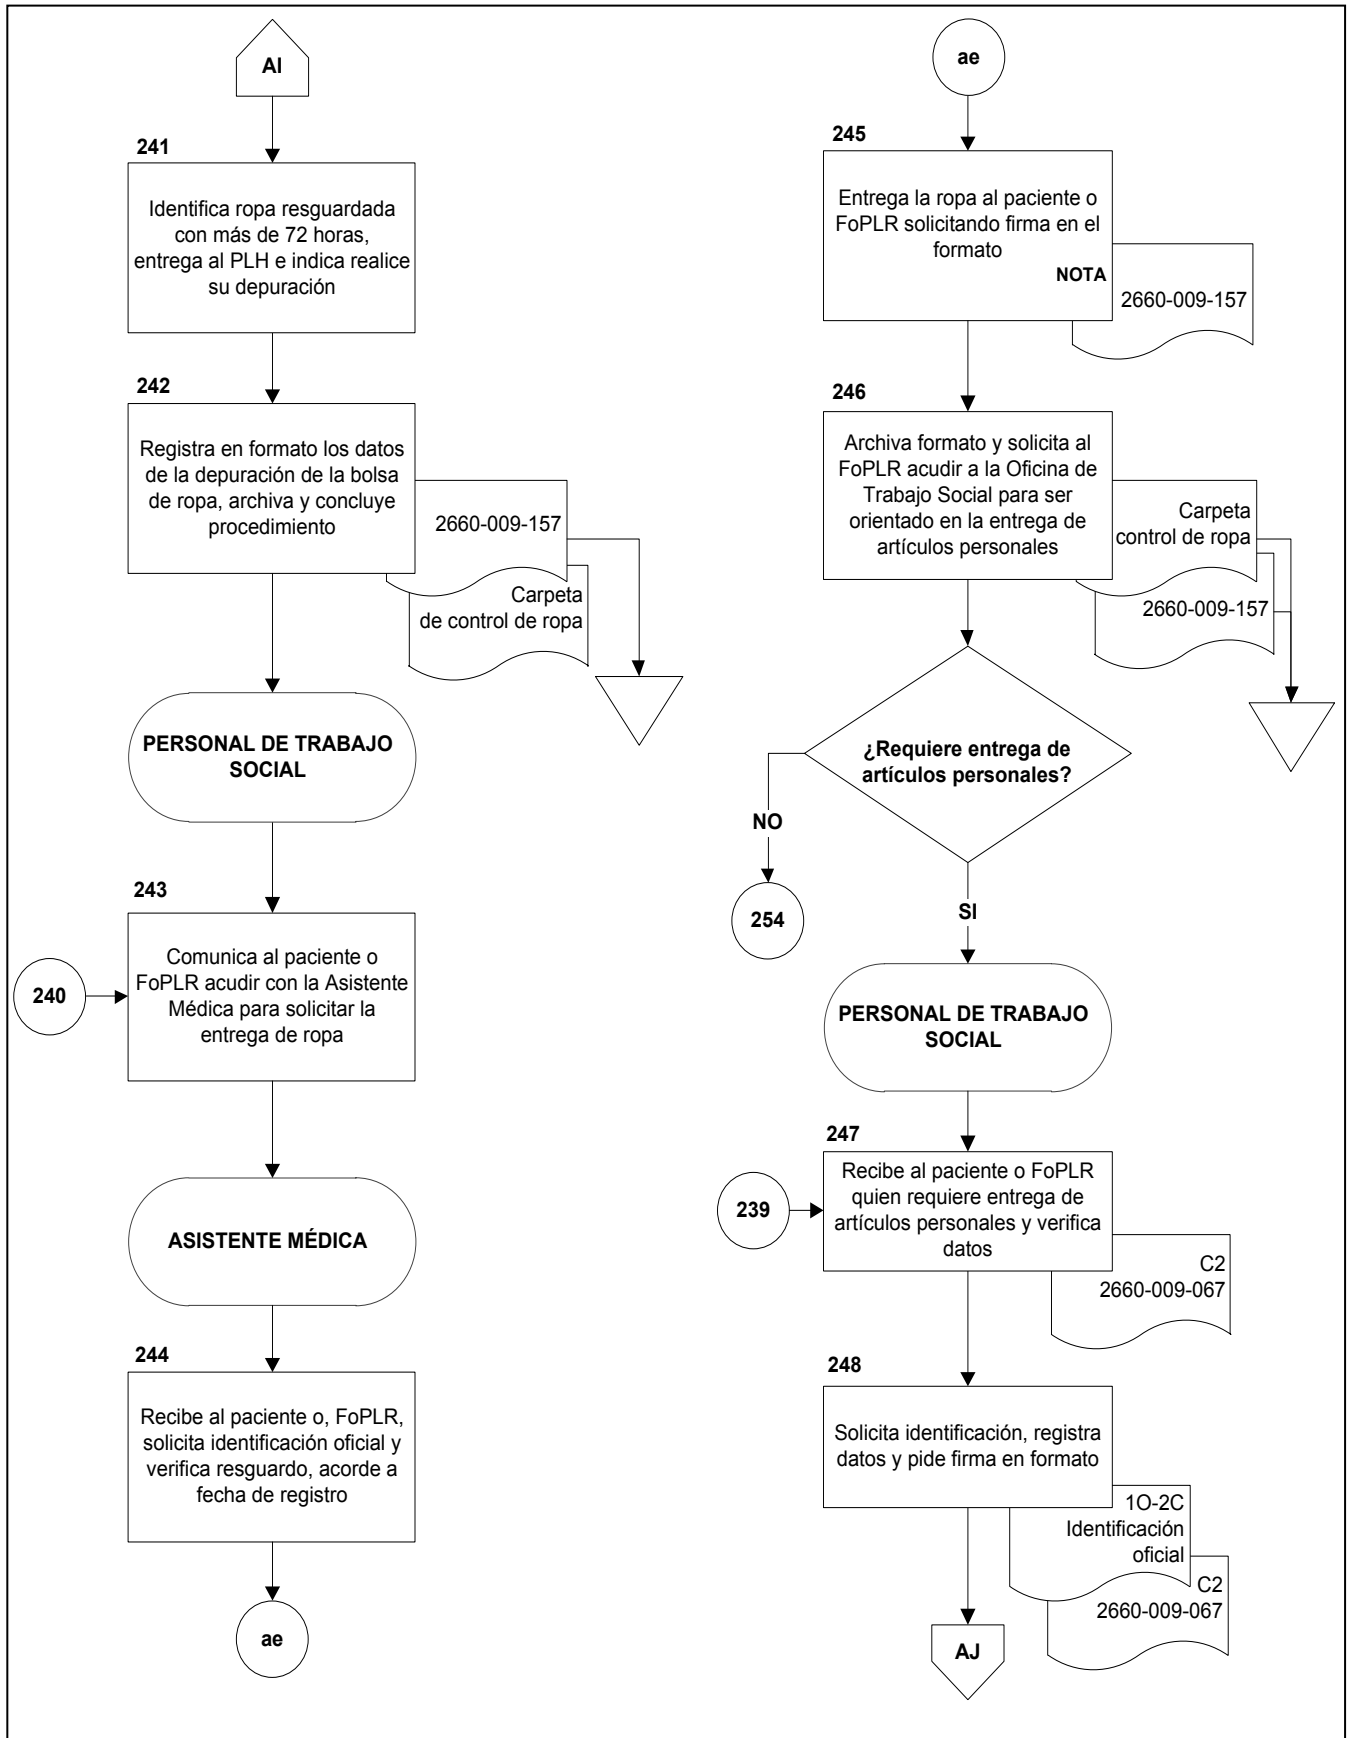 AI
241
Identifica ropa resguardada
con más de 72 horas,
entrega al PLH e indica realice
su depuración
242
Registra en formato los datos
de la depuración de la bolsa
de ropa, archiva y concluye
procedimiento
2660-009-157
Carpeta
de control de ropa
PERSONAL DE TRABAJO
SOCIAL
243
Comunica al paciente o
FoPLR acudir con la Asistente
Médica para solicitar la
entrega de ropa
240
ASISTENTE MÉDICA
244
Recibe al paciente o, FoPLR,
solicita identificación oficial y
verifica resguardo, acorde a
fecha de registro
ae
ae
245
Entrega la ropa al paciente o
FoPLR solicitando firma en el
formato
NOTA
2660-009-157
246
Archiva formato y solicita al
FoPLR acudir a la Oficina de
Trabajo Social para ser
orientado en la entrega de
artículos personales
Carpeta
control de ropa
2660-009-157
¿Requiere entrega de
artículos personales?
NO
254
SI
PERSONAL DE TRABAJO
SOCIAL
247
Recibe al paciente o FoPLR
quien requiere entrega de
artículos personales y verifica
datos
239
C2
2660-009-067
248
Solicita identificación, registra
datos y pide firma en formato
1O-2C
Identificación
oficial
C2
2660-009-067
AJ